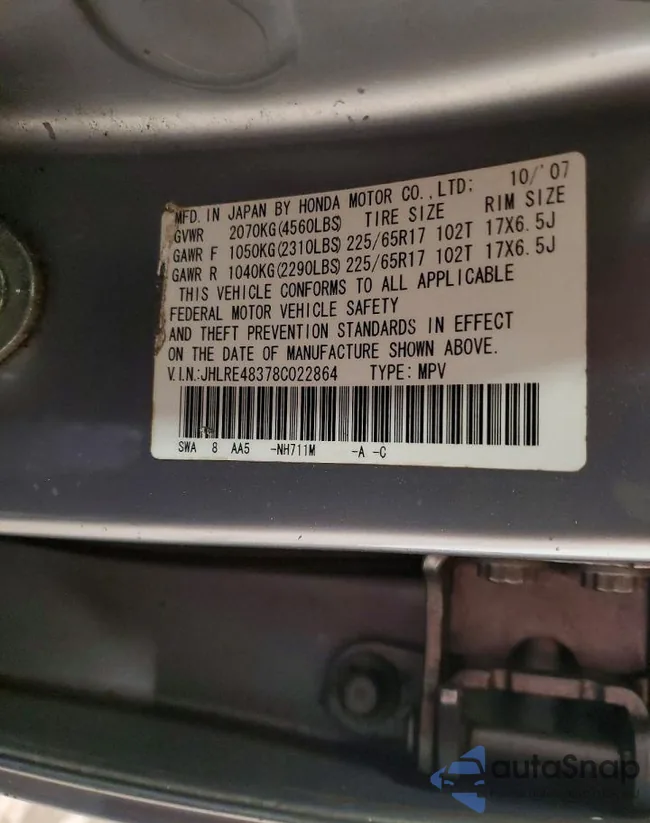 MFD. IN JAPAN BY HONDA MOTOR CO.,LTD; 10/'07
GVWR 2070KG(4560LBS) TIRE SIZE RIM SIZE
GAWR F 1050KG(2310LBS) 225/65R17 102T 17X6.5J
GAWR R 1040KG(2290LBS) 225/65R17 102T 17X6.5J
THIS VEHICLE CONFORMS TO ALL APPLICABLE
FEDERAL MOTOR VEHICLE SAFETY
AND THEFT PREVENTION STANDARDS IN EFFECT
ON THE DATE OF MANUFACTURE SHOWN ABOVE.
V.I.N.:JHLRE48378C022864 TYPE: MPV
SWA 8 AA5 -NH711M -A -C
autoSnap